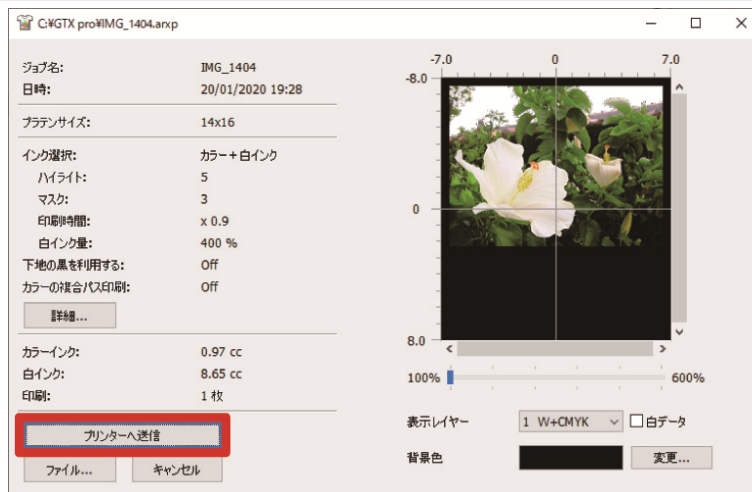 C:¥GTX pro¥IMG_1404.arxp
ジョブ名: IMG_1404
日時: 20/01/2020 19:28
プラテンサイズ: 14x16
インク選択: カラー+白インク
ハイライト: 5
マスク: 3
印刷時間: x 0.9
白インク量: 400 %
下地の黒を利用する: Off
カラーの複合パス印刷: Off
詳細...
カラーインク: 0.97 cc
白インク: 8.65 cc
印刷: 1 枚
プリンターへ送信
ファイル... キャンセル
-7.0 0 7.0
-8.0
0
8.0
100% 600%
表示レイヤー 1 W+CMYK 白データ
背景色 変更...